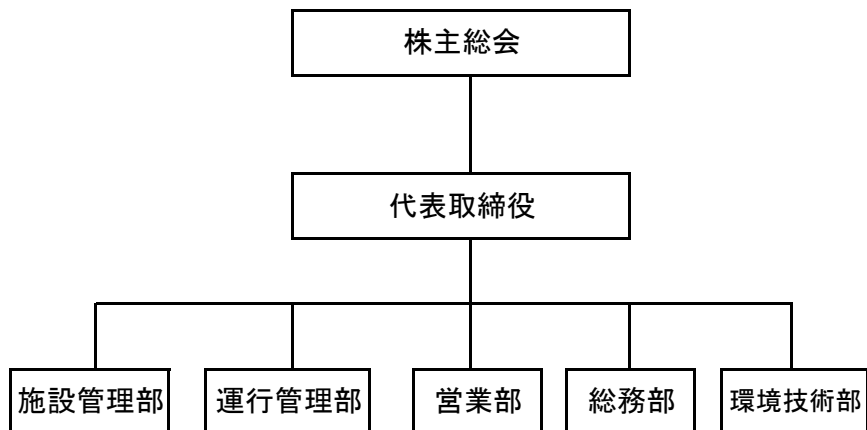 株主総会
代表取締役
施設管理部
運行管理部
営業部
総務部
環境技術部